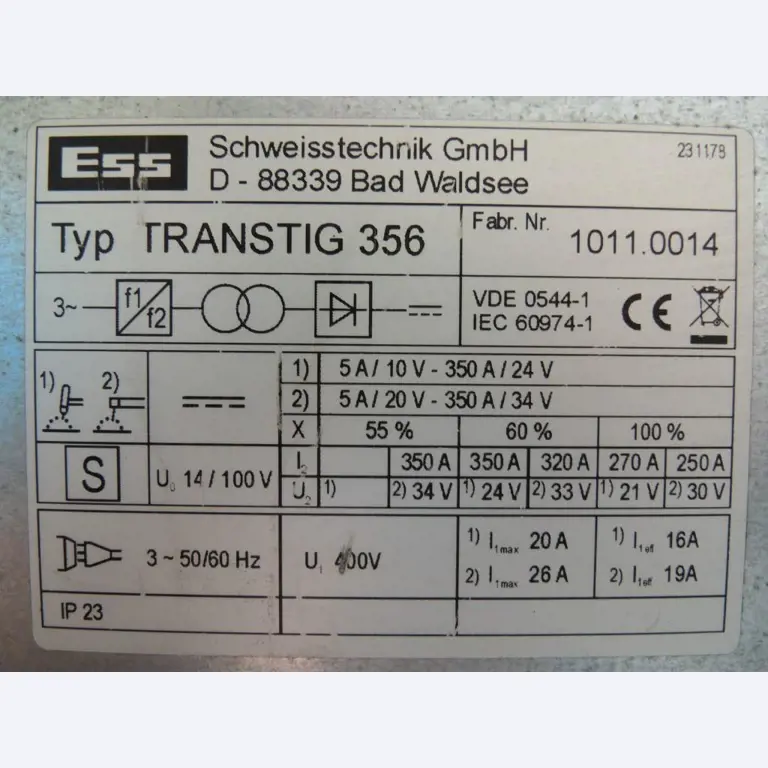 ESS
Schweisstechnik GmbH
D - 88339 Bad Waldsee
231178
Typ TRANSTIG 356
Fabr. Nr.
1011.0014
3~
f1/f2
VDE 0544-1
IEC 60974-1
CE
1) 2)
1) 5 A / 10 V - 350 A / 24 V
2) 5 A / 20 V - 350 A / 34 V
X 55 % 60 % 100 %
S
U₀ 14 / 100 V
I₂ 350 A 350 A 320 A 270 A 250 A
U₂ 1) 2) 34 V 1) 24 V 2) 33 V 1) 21 V 2) 30 V
3 ~ 50/60 Hz
U₁ 400V
1) I₁max 20 A
2) I₁max 26 A
1) I₁eff 16A
2) I₁eff 19A
IP 23